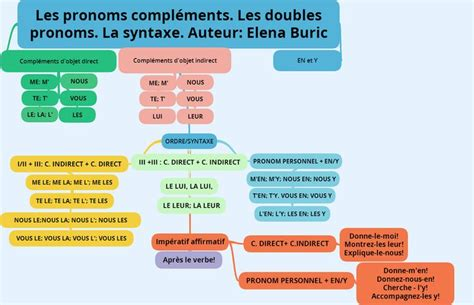 Les pronoms compléments. Les doubles
pronoms. La syntaxe. Auteur: Elena Buric
Compléments d'objet direct
Compléments d'objet indirect
EN et Y
ME; M'
NOUS
TE: T'
VOUS
LE: LA; L'
LES
ME; M'
NOUS
TE: T'
VOUS
LUI
LEUR
ORDRE/SYNTAXE
I/II + III: C. INDIRECT + C. DIRECT
III +III : C. DIRECT + C. INDIRECT
PRONOM PERSONNEL + EN/Y
ME LE; ME LA; ME L'; ME LES
TE LE; TE LA; TE L'; TE LES
NOUS LE;NOUS LA; NOUS L'; NOUS LES
VOUS LE; VOUS LA; VOUS L'; VOUS LES
LE LUI, LA LUI,
LE LEUR; LA LEUR
M'EN; M'Y; NOUS EN; NOUS Y
T'EN; T'Y. VOUS EN; VOUS Y
L'EN; L'Y; LES EN; LES Y
Impératif affirmatif
Après le verbe!
C. DIRECT+ C.INDIRECT
Donne-le-moi!
Montrez-les leur!
Explique-le-nous!
PRONOM PERSONNEL + EN/Y
Donne-m'en!
Donnez-nous-en!
Cherche - l'y!
Accompagnez-les y!